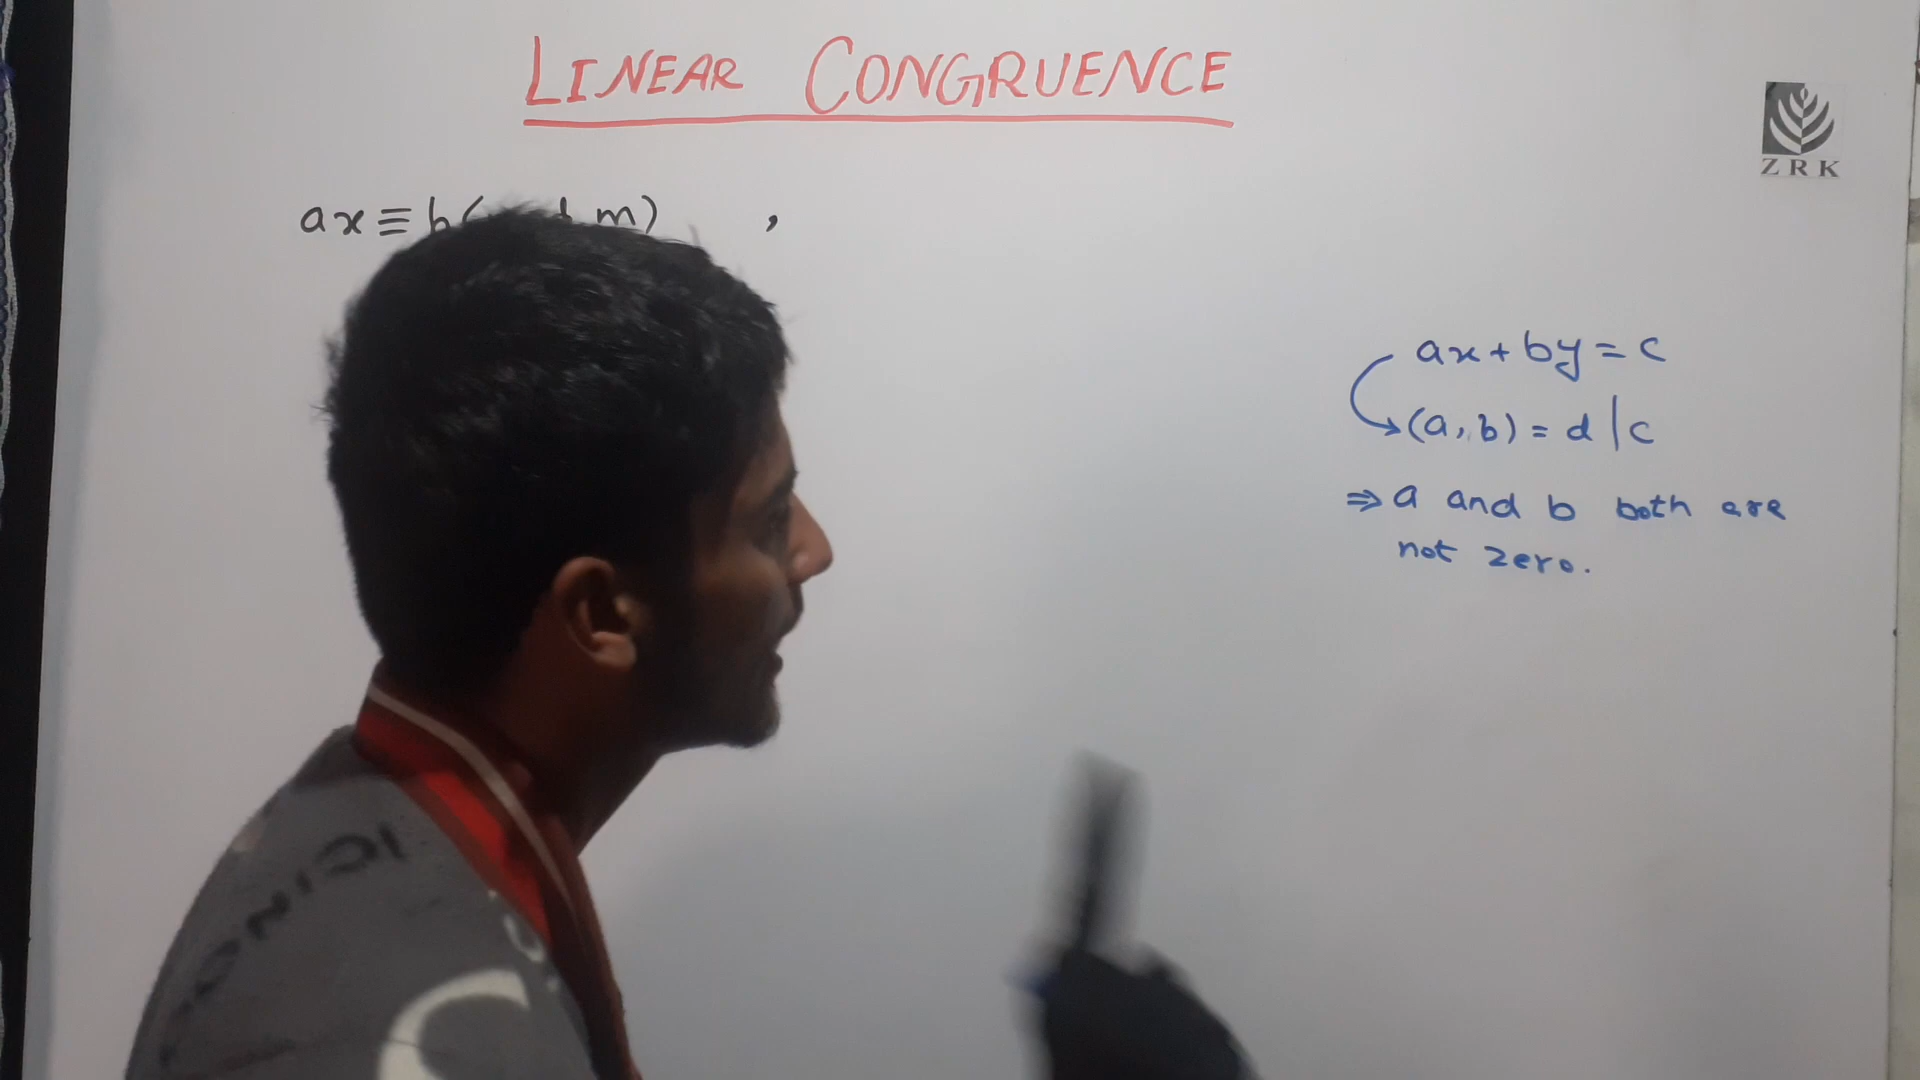 LINEAR CONGRUENCE
ZRK
ax ≡ b( m) ,
ax + by = c
(a, b) = d | c
⇒ a and b both are
not zero.